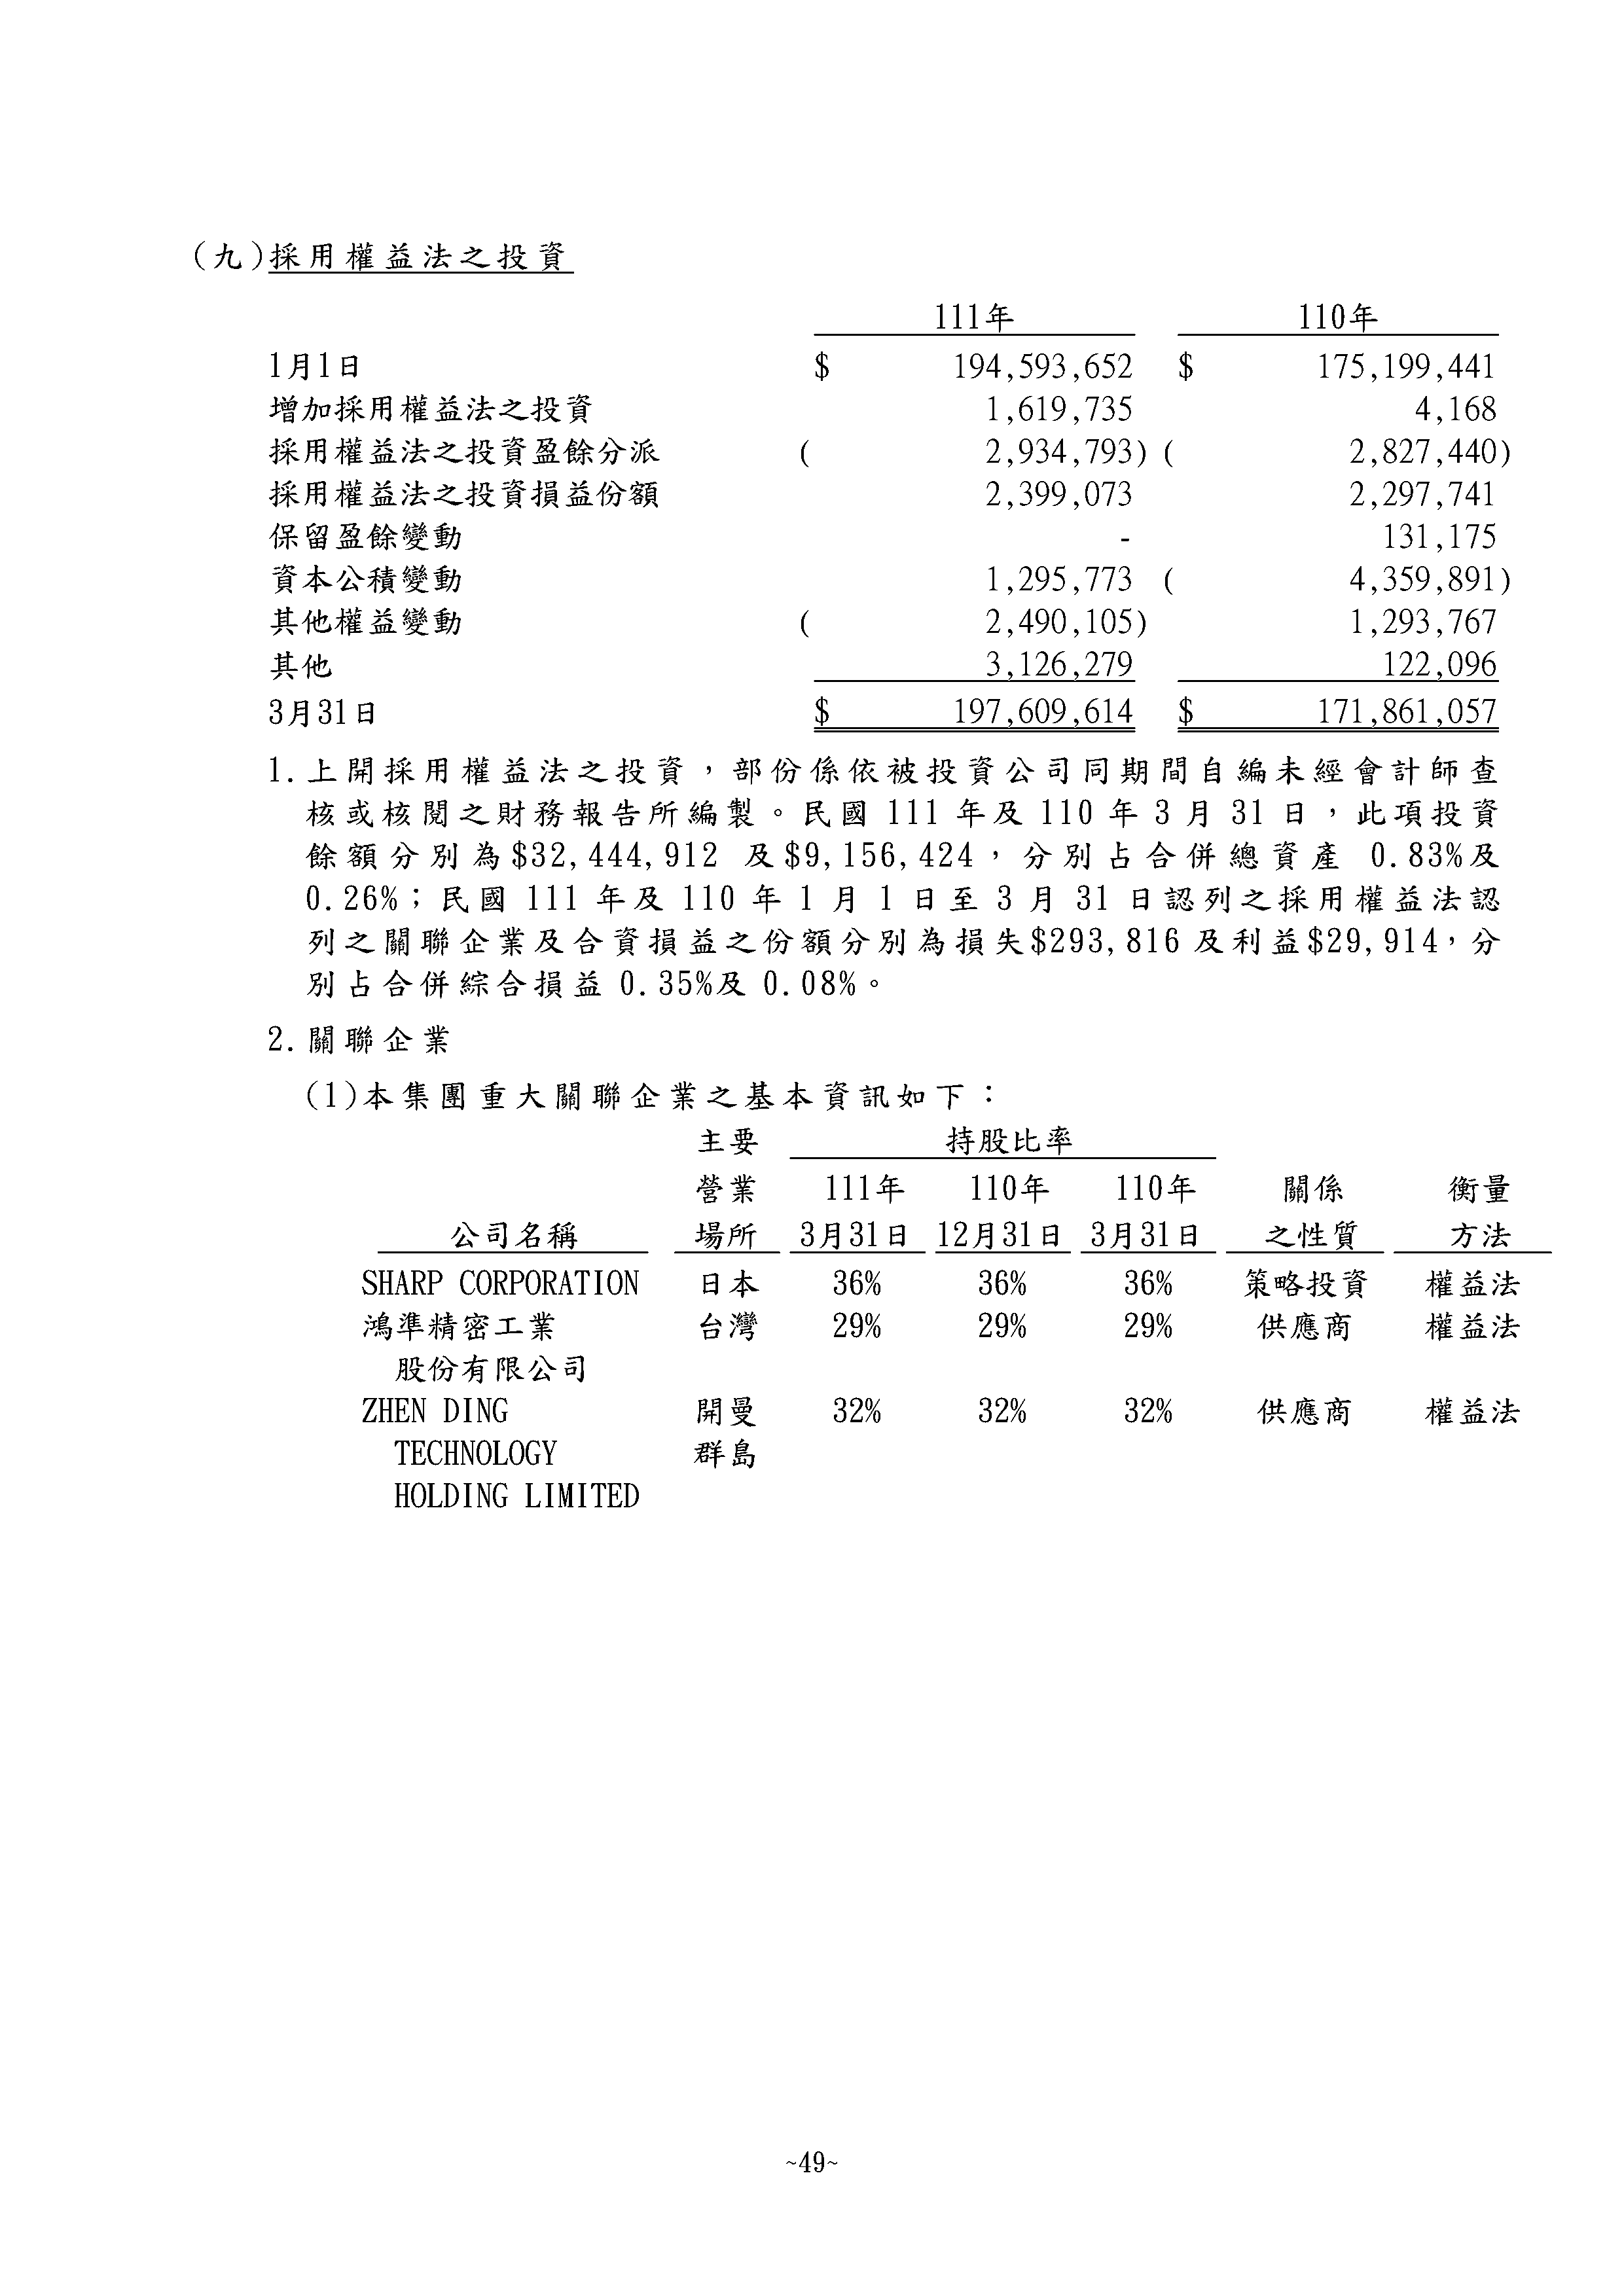 (九)採用權益法之投資
111年 110年
1月1日 $ 194,593,652 $ 175,199,441
增加採用權益法之投資 1,619,735 4,168
採用權益法之投資盈餘分派 ( 2,934,793) ( 2,827,440)
採用權益法之投資損益份額 2,399,073 2,297,741
保留盈餘變動 - 131,175
資本公積變動 1,295,773 ( 4,359,891)
其他權益變動 ( 2,490,105) 1,293,767
其他 3,126,279 122,096
3月31日 $ 197,609,614 $ 171,861,057
1.上開採用權益法之投資，部份係依被投資公司同期間自編未經會計師查
核或核閱之財務報告所編製。民國 111 年及 110 年 3 月 31 日，此項投資
餘額分別為$32,444,912 及$9,156,424，分別占合併總資產 0.83%及
0.26%；民國 111 年及 110 年 1 月 1 日至 3 月 31 日認列之採用權益法認
列之關聯企業及合資損益之份額分別為損失$293,816 及利益$29,914，分
別占合併綜合損益 0.35%及 0.08%。
2.關聯企業
(1)本集團重大關聯企業之基本資訊如下：
主要 持股比率
營業 111年 110年 110年 關係 衡量
公司名稱 場所 3月31日 12月31日 3月31日 之性質 方法
SHARP CORPORATION 日本 36% 36% 36% 策略投資 權益法
鴻準精密工業 台灣 29% 29% 29% 供應商 權益法
股份有限公司
ZHEN DING 開曼 32% 32% 32% 供應商 權益法
TECHNOLOGY 群島
HOLDING LIMITED
~49~